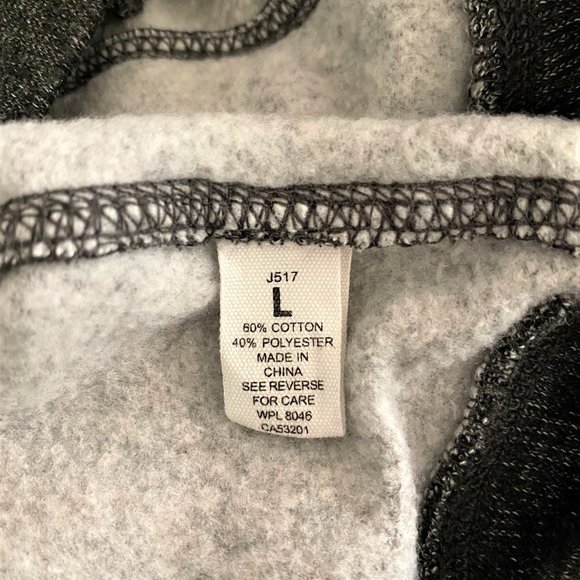 J517
L
60% COTTON
40% POLYESTER
MADE IN
CHINA
SEE REVERSE
FOR CARE
WPL 8046
CA53201